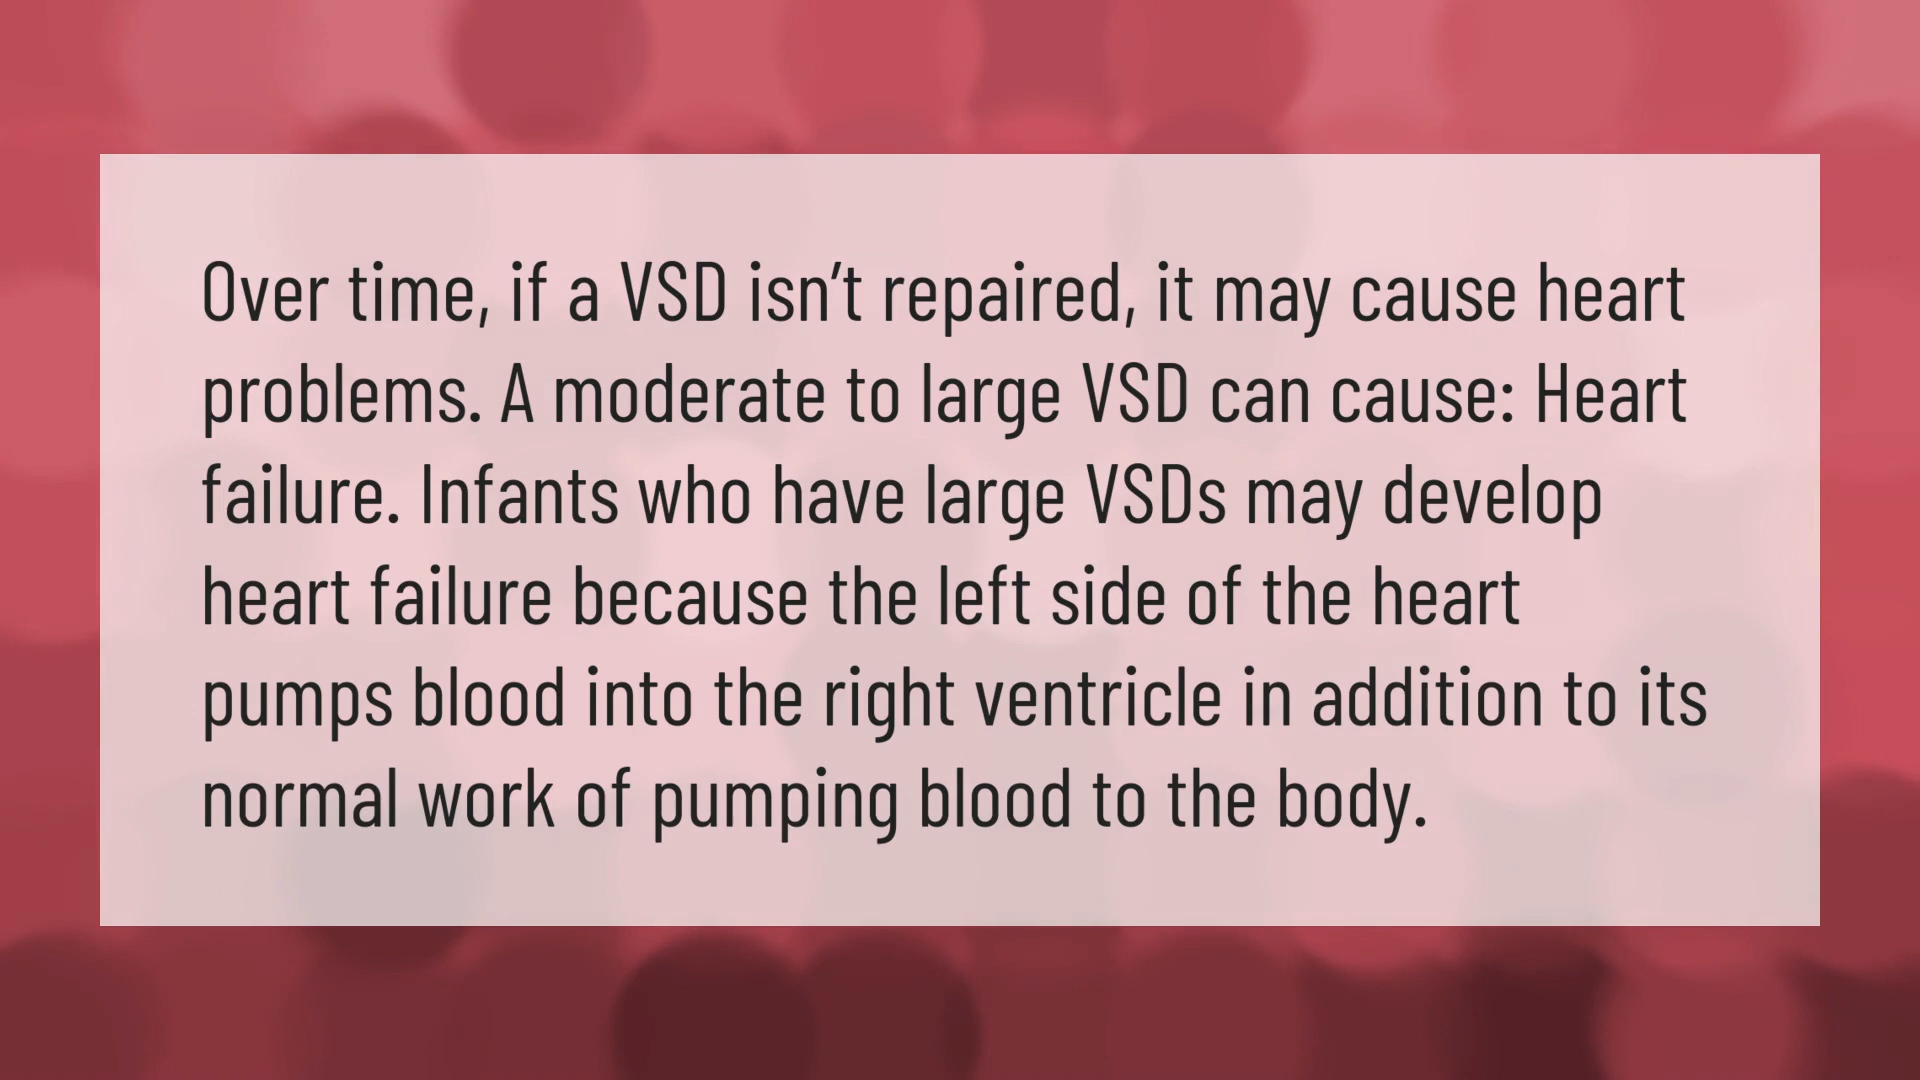 Over time, if a VSD isn’t repaired, it may cause heart
problems. A moderate to large VSD can cause: Heart
failure. Infants who have large VSDs may develop
heart failure because the left side of the heart
pumps blood into the right ventricle in addition to its
normal work of pumping blood to the body.